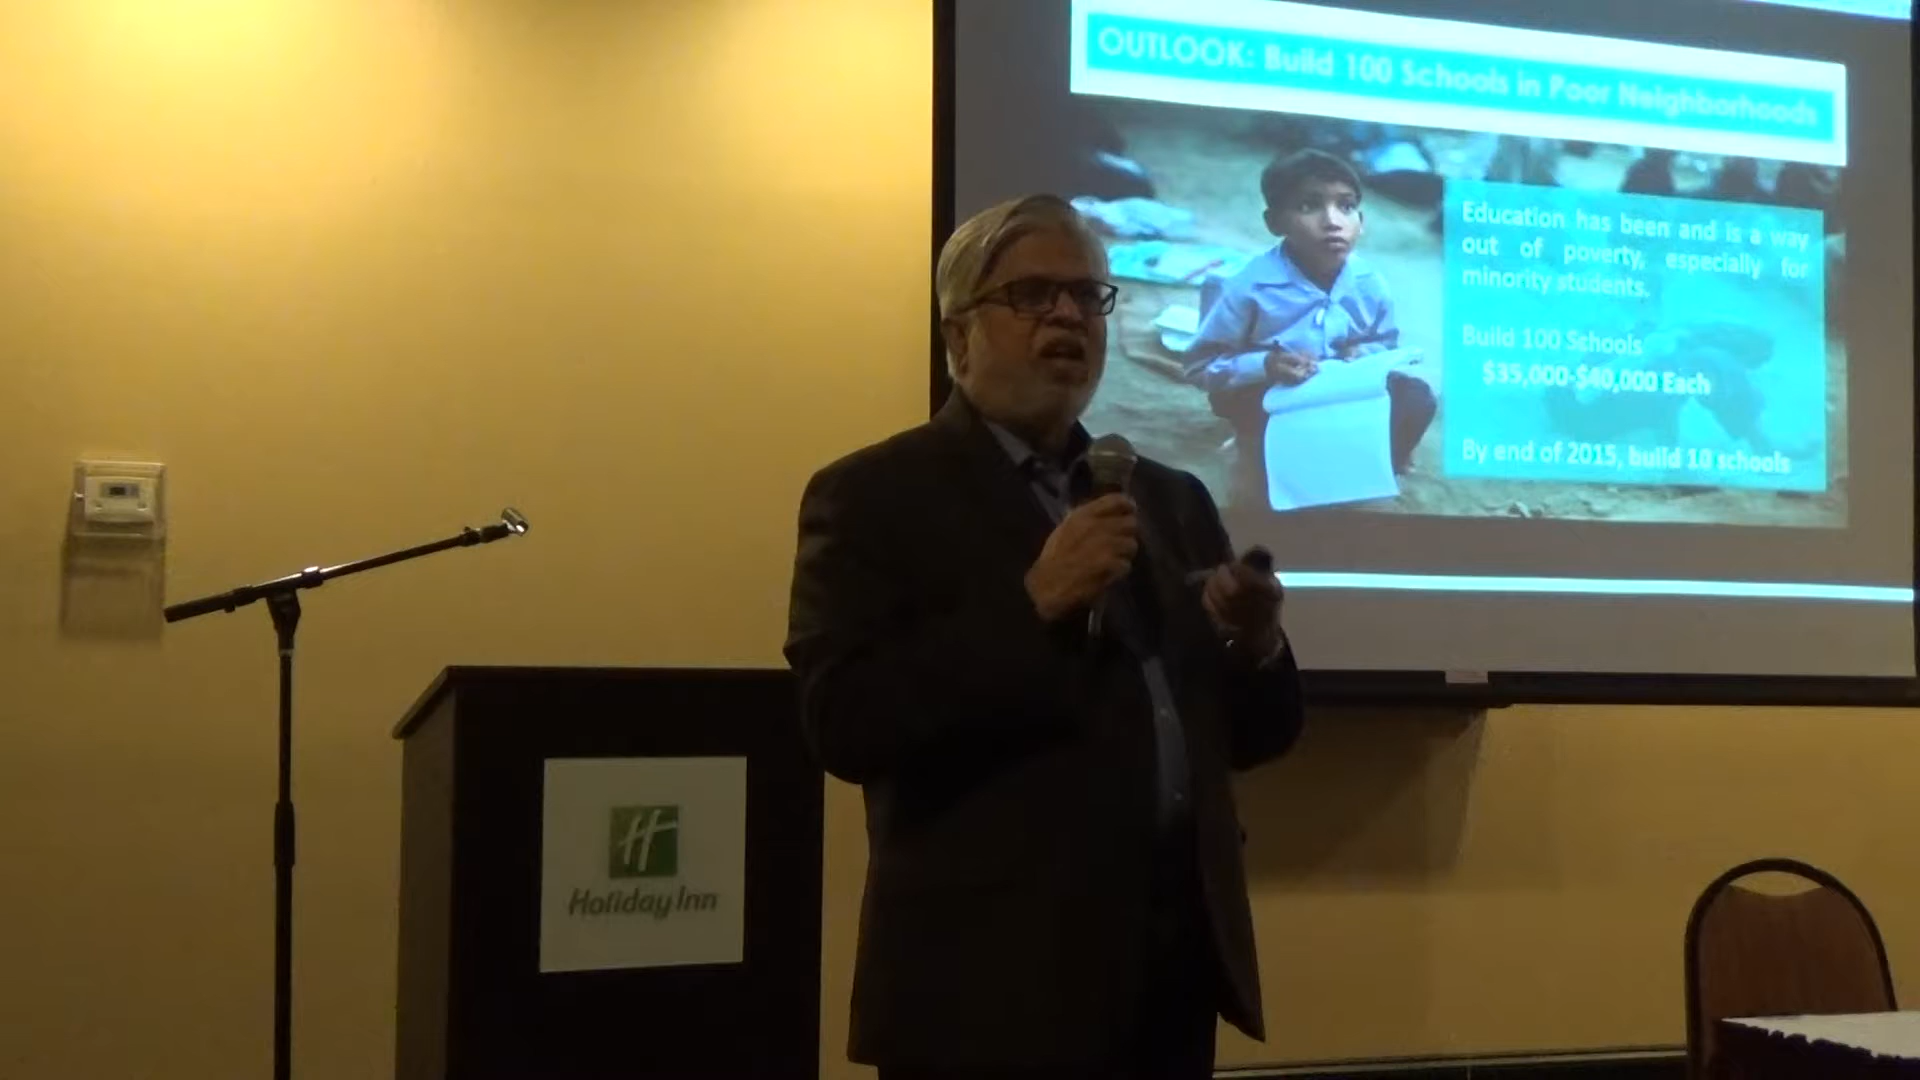 OUTLOOK: Build 100 Schools in Poor Neighborhoods
Education has been and is a way
out of poverty, especially for
minority students.
Build 100 Schools
$35,000-$40,000 Each
By end of 2015, build 10 schools
H
Holiday Inn